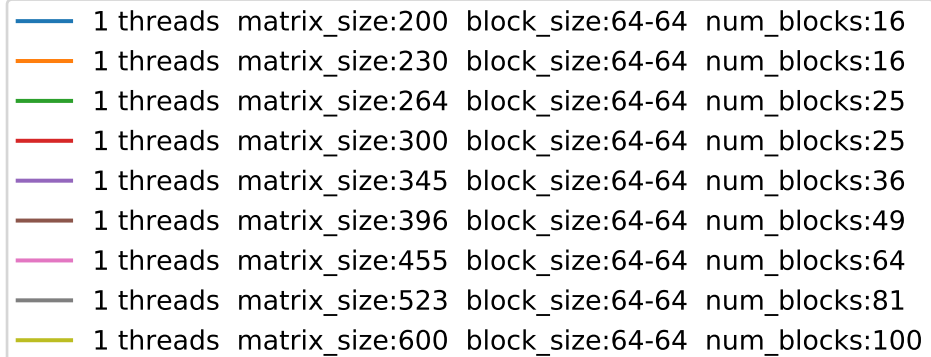 1 threads  matrix_size:200  block_size:64-64  num_blocks:16
1 threads  matrix_size:230  block_size:64-64  num_blocks:16
1 threads  matrix_size:264  block_size:64-64  num_blocks:25
1 threads  matrix_size:300  block_size:64-64  num_blocks:25
1 threads  matrix_size:345  block_size:64-64  num_blocks:36
1 threads  matrix_size:396  block_size:64-64  num_blocks:49
1 threads  matrix_size:455  block_size:64-64  num_blocks:64
1 threads  matrix_size:523  block_size:64-64  num_blocks:81
1 threads  matrix_size:600  block_size:64-64  num_blocks:100